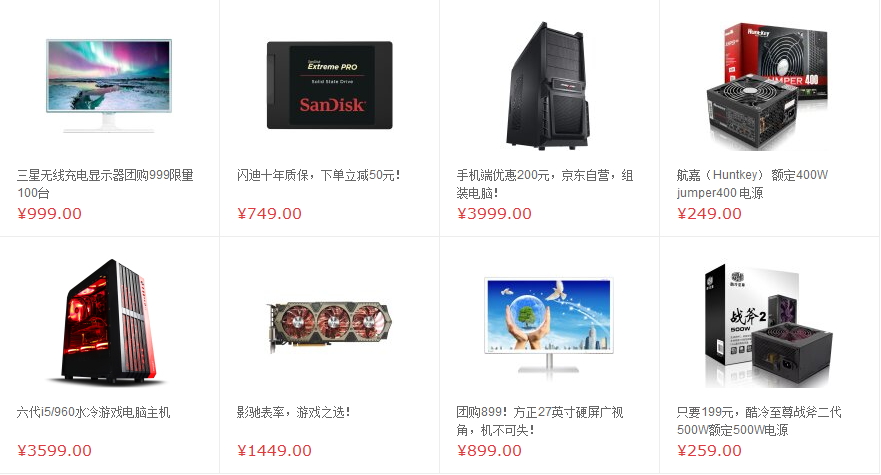 SanDisk
Extreme PRO
Solid State Drive
SanDisk
HuntKey
JUMPER 400
三星无线充电显示器团购999限量
100台
¥999.00
闪迪十年质保，下单立减50元！
¥749.00
手机端优惠200元，京东自营，组
装电脑！
¥3999.00
航嘉（Huntkey） 额定400W
jumper400 电源
¥249.00
战斧2
500W
六代i5/960水冷游戏电脑主机
¥3599.00
影驰表率，游戏之选！
¥1449.00
团购899！方正27英寸硬屏广视
角，机不可失！
¥899.00
只要199元，酷冷至尊战斧二代
500W额定500W电源
¥259.00